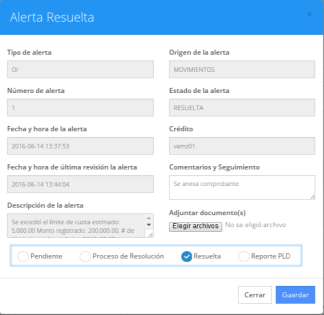 Alerta Resuelta
×
Tipo de alerta
OI
Origen de la alerta
MOVIMIENTOS
Número de alerta
1
Estado de la alerta
RESUELTA
Fecha y hora de la alerta
2016-06-14 13:37:53
Crédito
vamz01
Fecha y hora de última revisión la alerta
2016-06-14 13:44:04
Comentarios y Seguimiento
Se anexa comprobante.
Descripción de la alerta
Se excedió el límite de cuota estimado:
5,000.00 Monto registrado: 200,000.00, # de
Adjuntar documento(s)
Elegir archivos No se eligió archivo
Pendiente
Proceso de Resolución
Resuelta
Reporte PLD
Cerrar
Guardar